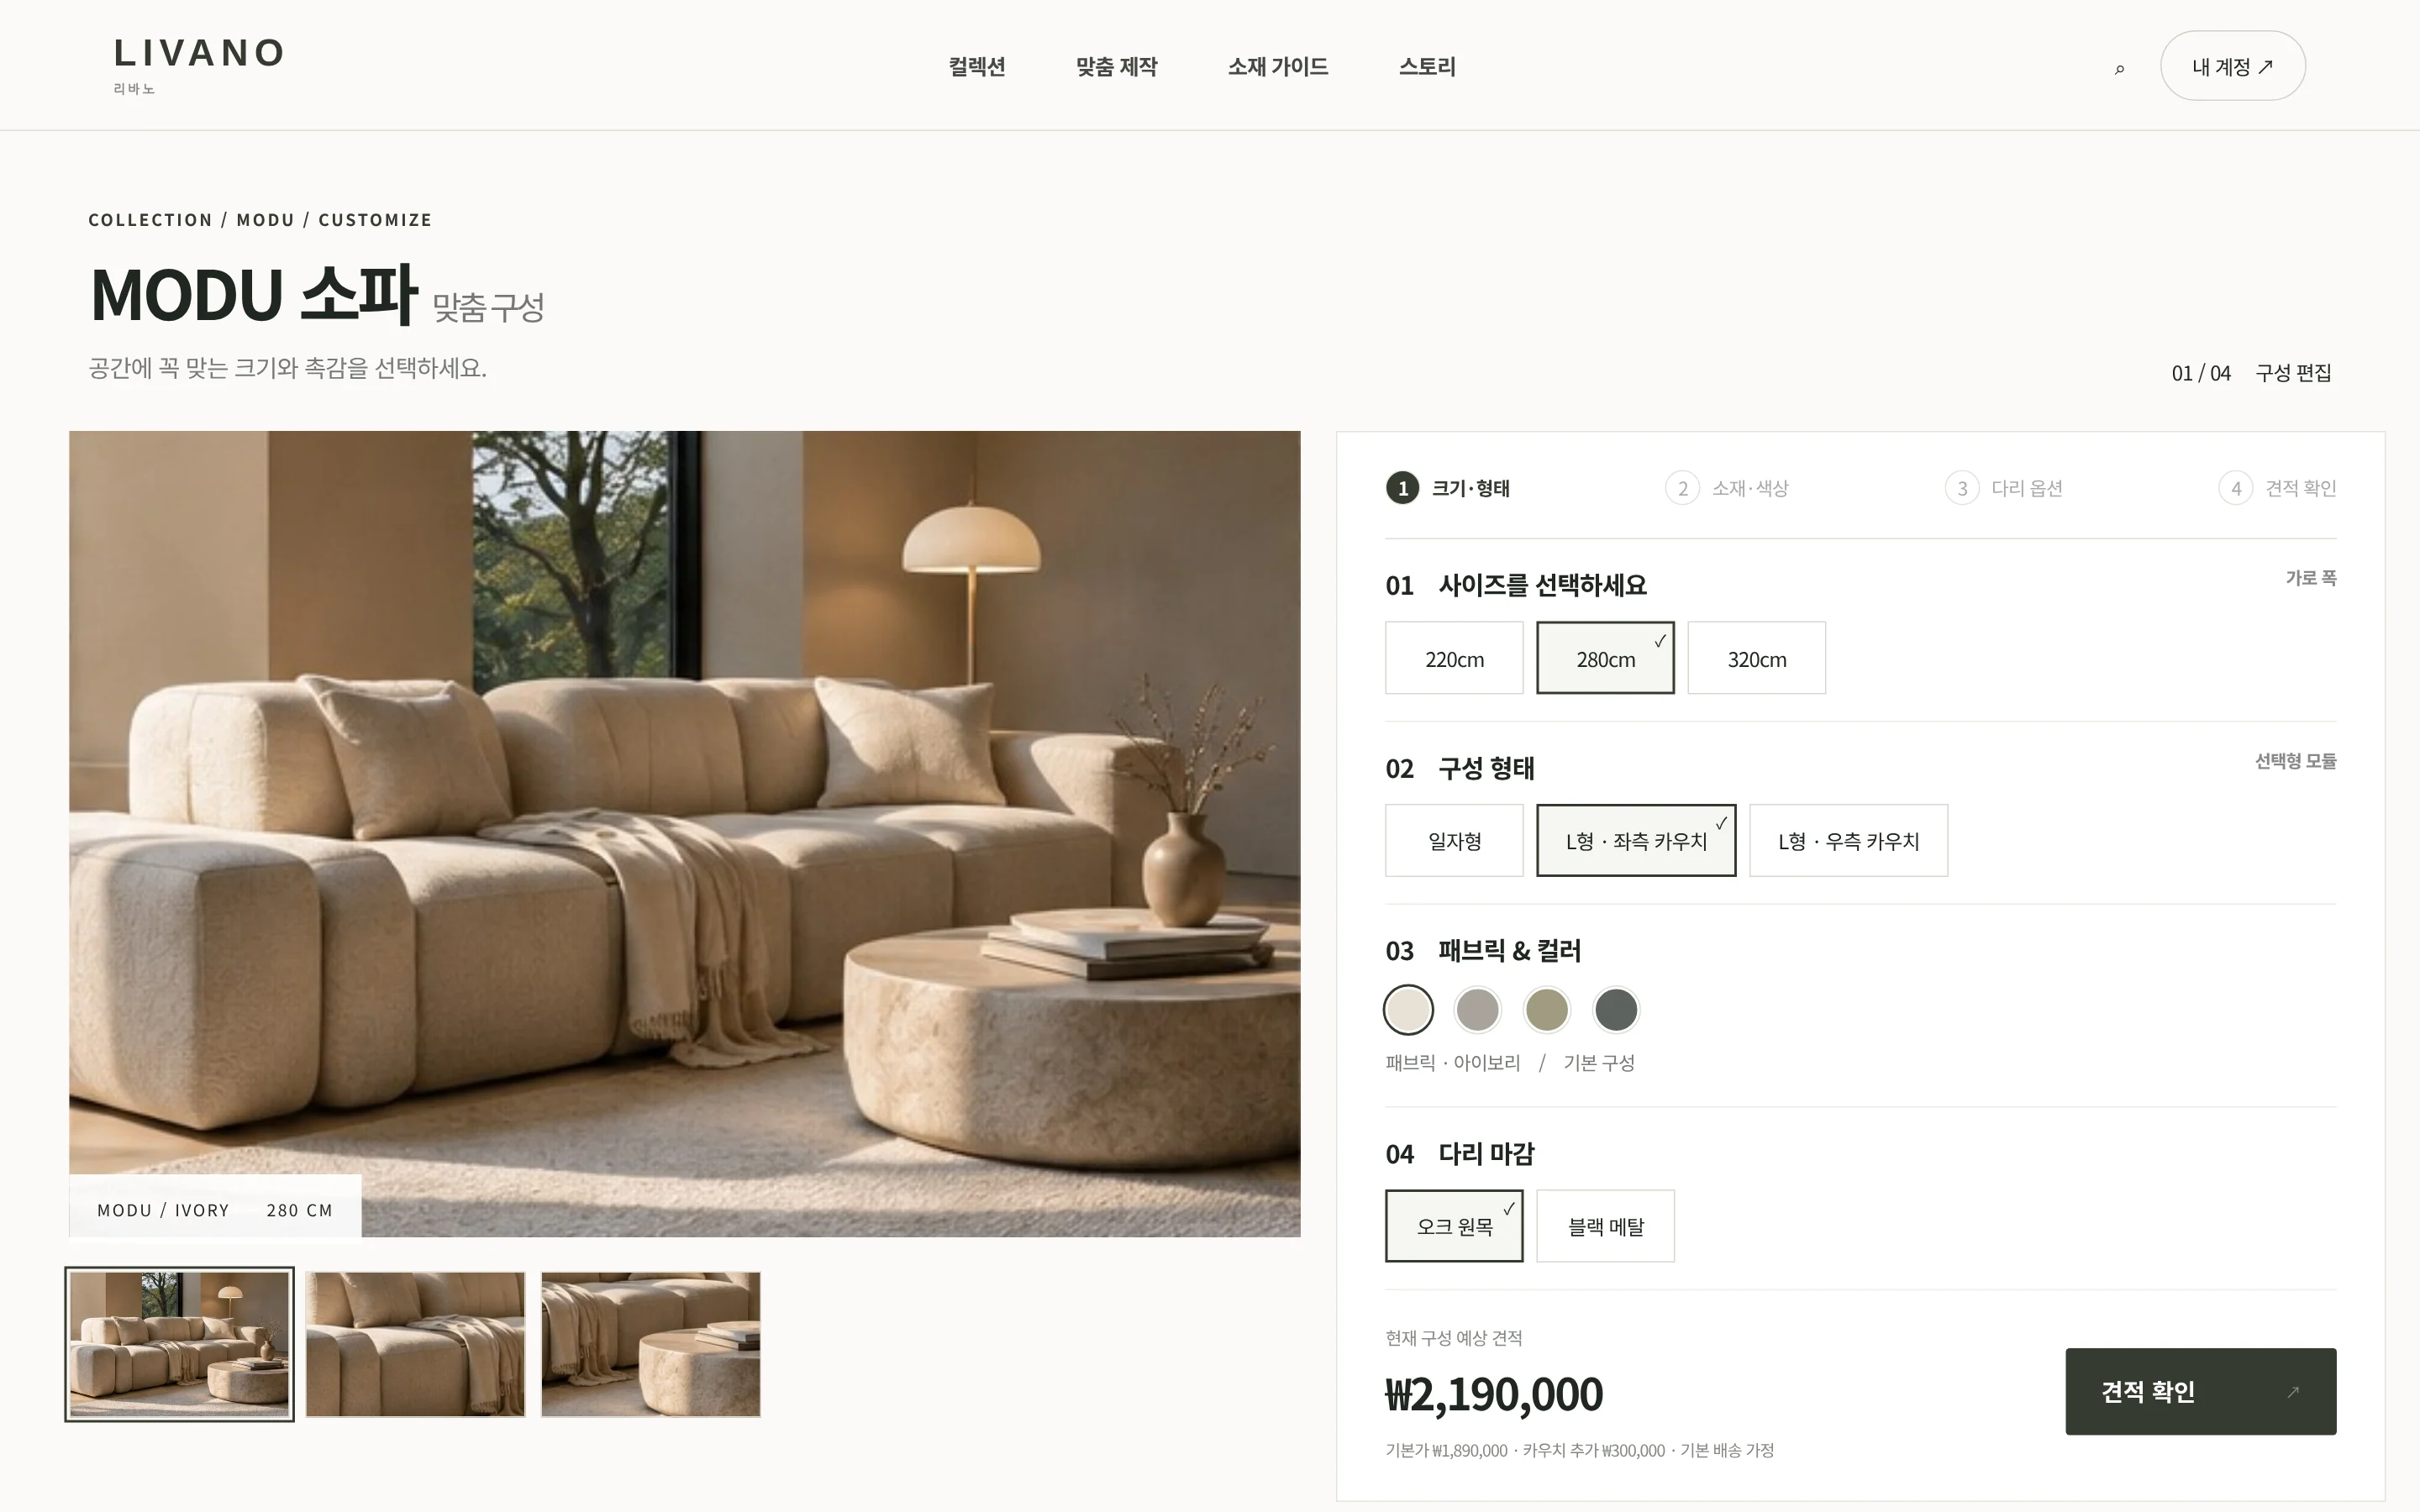 LIVANO
리바노
컬렉션 맞춤 제작 소재 가이드 스토리
⌕ 내 계정 ↗
COLLECTION / MODU / CUSTOMIZE
MODU 소파 맞춤 구성
공간에 꼭 맞는 크기와 촉감을 선택하세요.
01 / 04 구성 편집
MODU / IVORY 280 CM
1 크기·형태 2 소재·색상 3 다리 옵션 4 견적 확인
01 사이즈를 선택하세요 가로 폭
220cm 280cm ✓ 320cm
02 구성 형태 선택형 모듈
일자형 L형 · 좌측 카우치 ✓ L형 · 우측 카우치
03 패브릭 & 컬러
패브릭 · 아이보리 / 기본 구성
04 다리 마감
오크 원목 ✓ 블랙 메탈
현재 구성 예상 견적
₩2,190,000
견적 확인 ↗
기본가 ₩1,890,000 · 카우치 추가 ₩300,000 · 기본 배송 가정